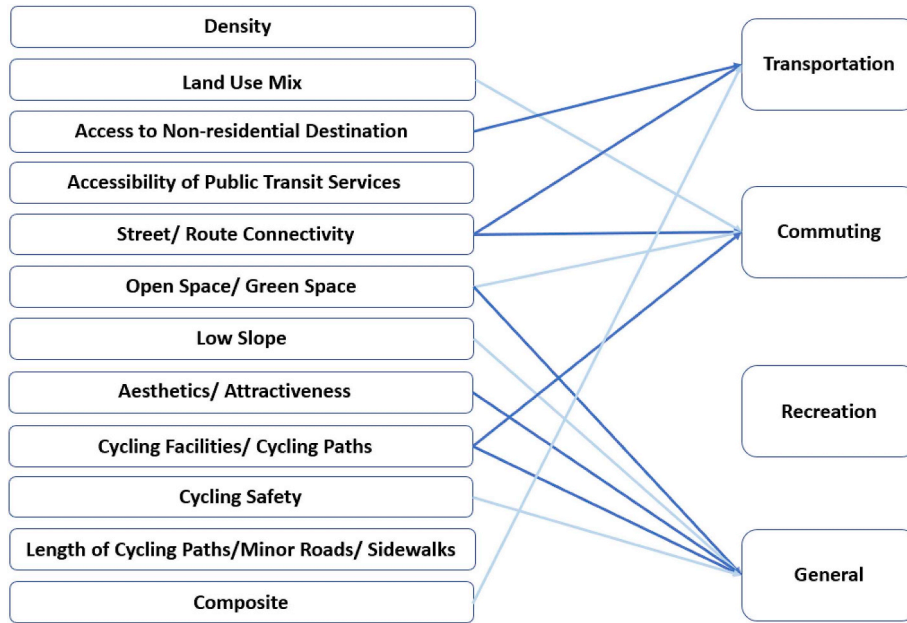 Density
Land Use Mix
Access to Non-residential Destination
Accessibility of Public Transit Services
Street/ Route Connectivity
Open Space/ Green Space
Low Slope
Aesthetics/ Attractiveness
Cycling Facilities/ Cycling Paths
Cycling Safety
Length of Cycling Paths/Minor Roads/ Sidewalks
Composite
Transportation
Commuting
Recreation
General